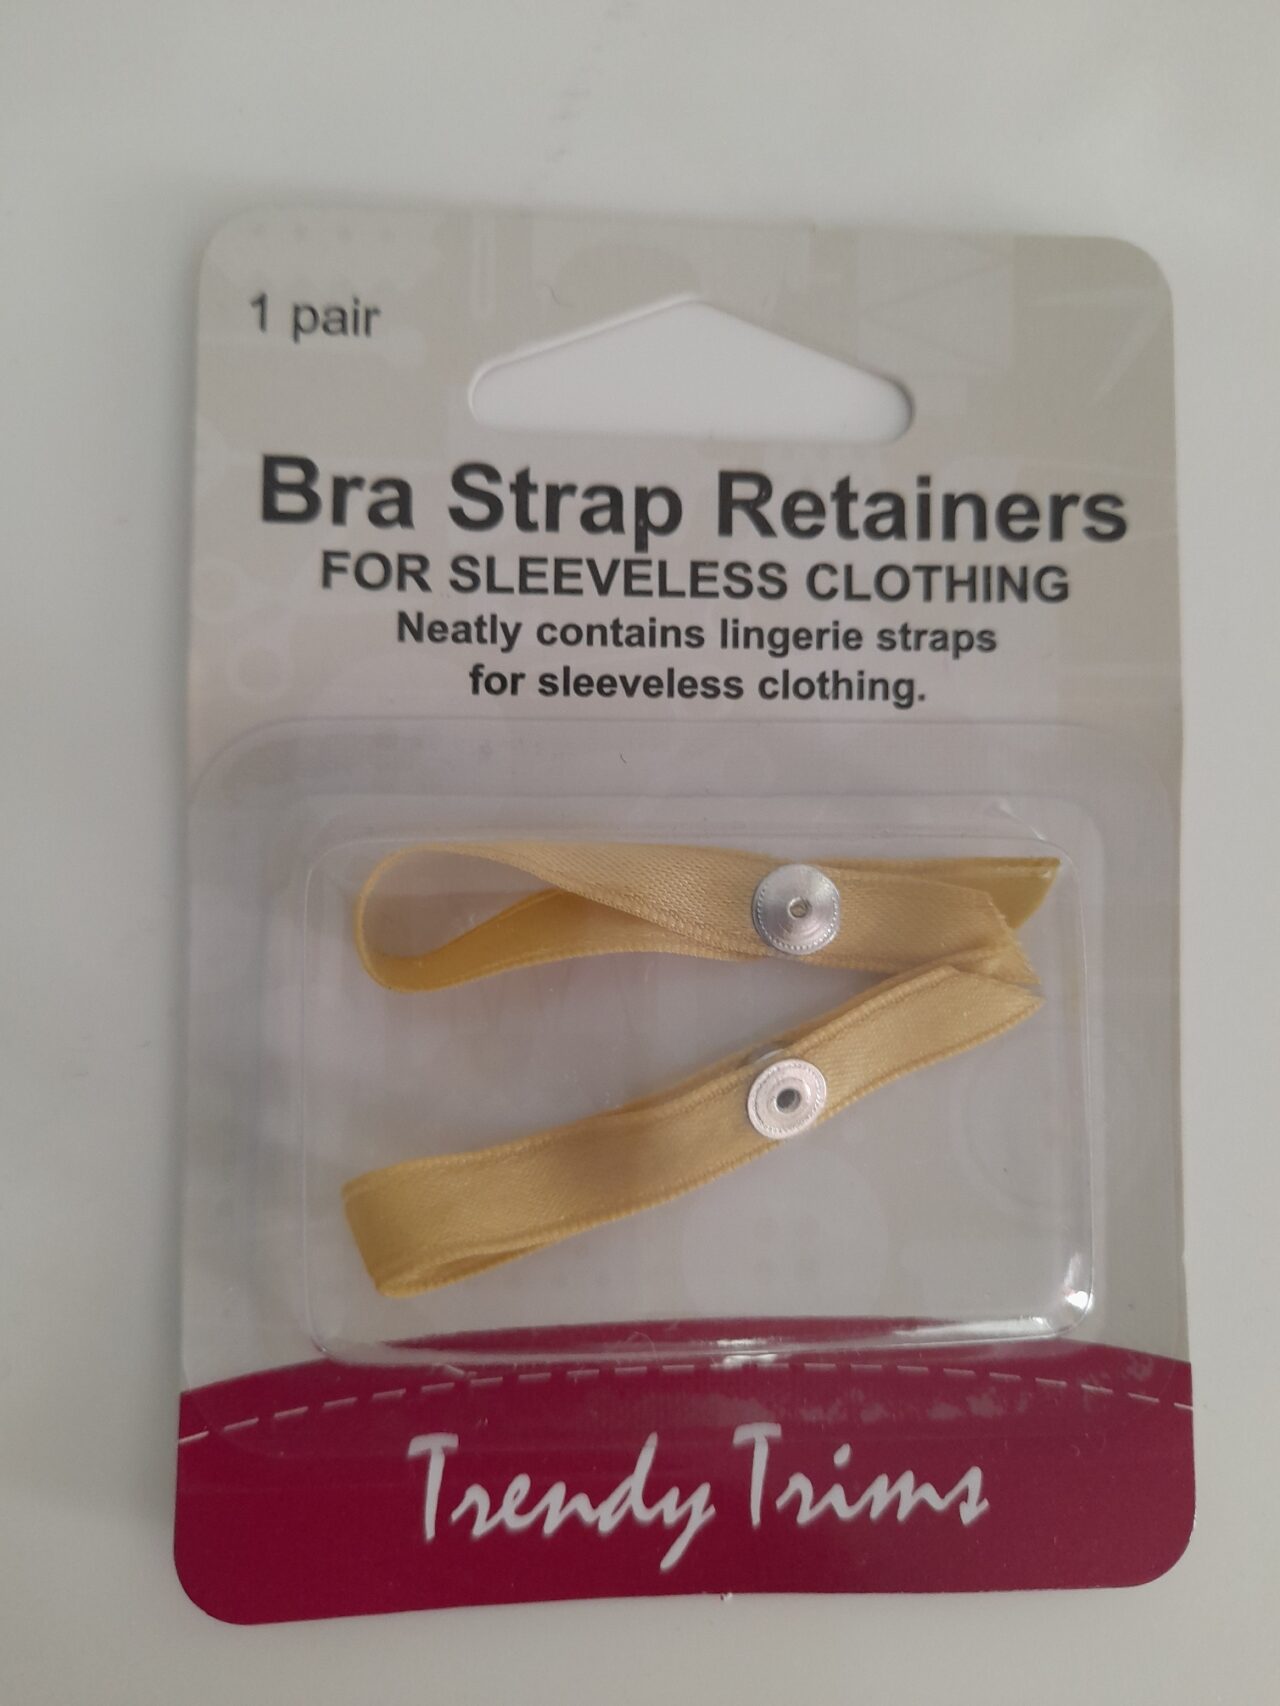 1 pair
Bra Strap Retainers
FOR SLEEVELESS CLOTHING
Neatly contains lingerie straps
for sleeveless clothing.
Trendy Trims